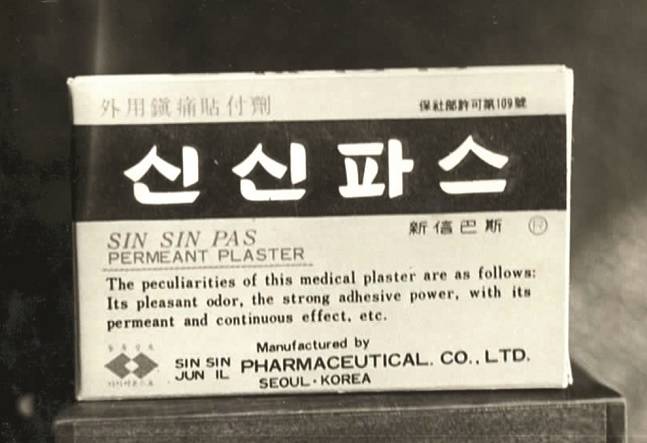 外用鎭痛貼付劑
保社部許可第109號
신신파스
新信巴斯 ®
SIN SIN PAS
PERMEANT PLASTER
The peculiarities of this medical plaster are as follows:
Its pleasant odor, the strong adhesive power, with its
permeant and continuous effect, etc.
Manufactured by
SIN SIN JUN IL PHARMACEUTICAL. CO., LTD.
SEOUL·KOREA